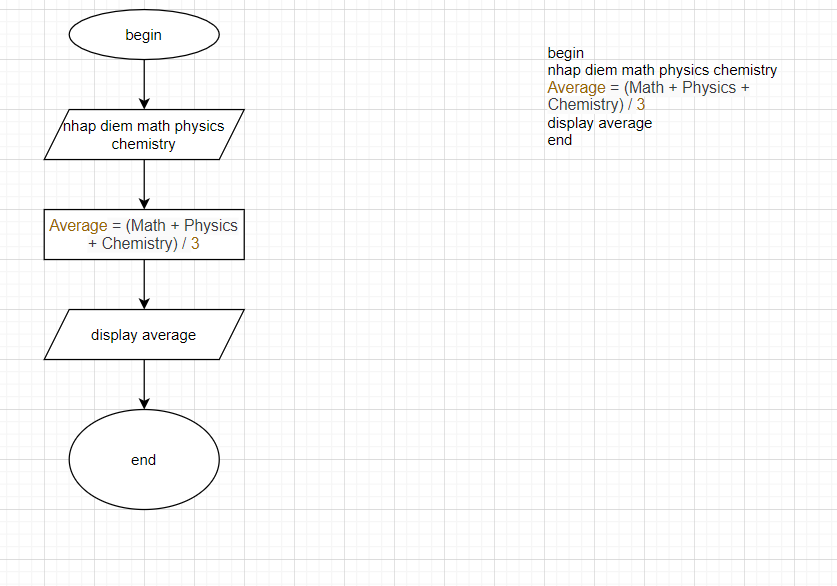 begin
nhap diem math physics
chemistry
Average = (Math + Physics
+ Chemistry) / 3
display average
end
begin
nhap diem math physics chemistry
Average = (Math + Physics +
Chemistry) / 3
display average
end